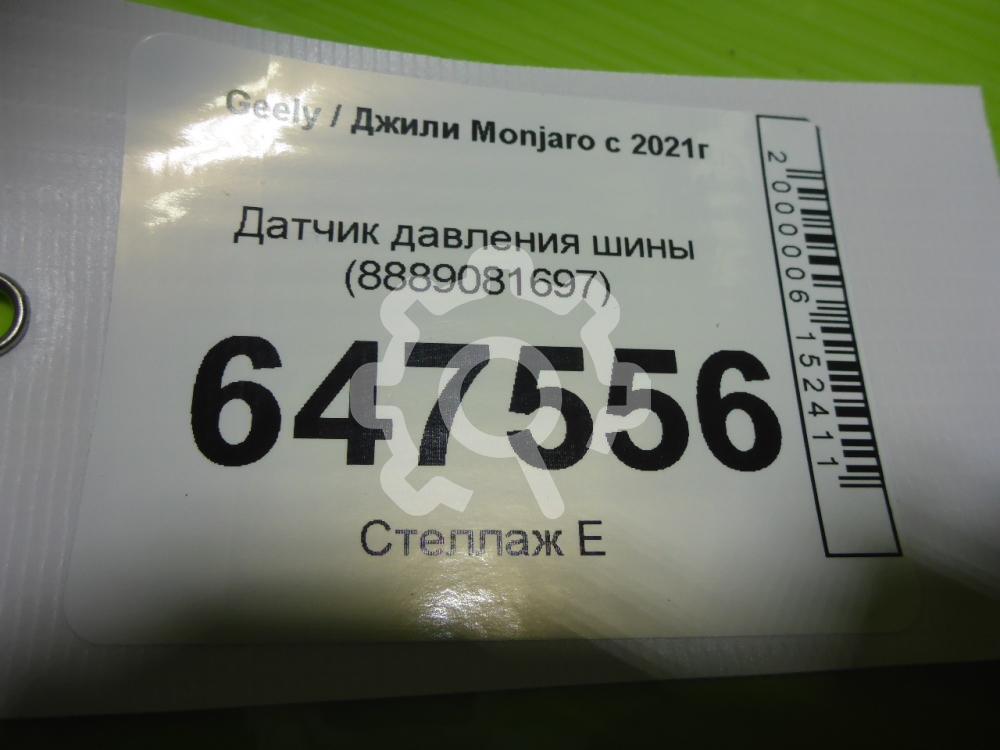 Geely / Джили Monjaro с 2021г
Датчик давления шины
(8889081697)
647556
Стеллаж E
2000006152411